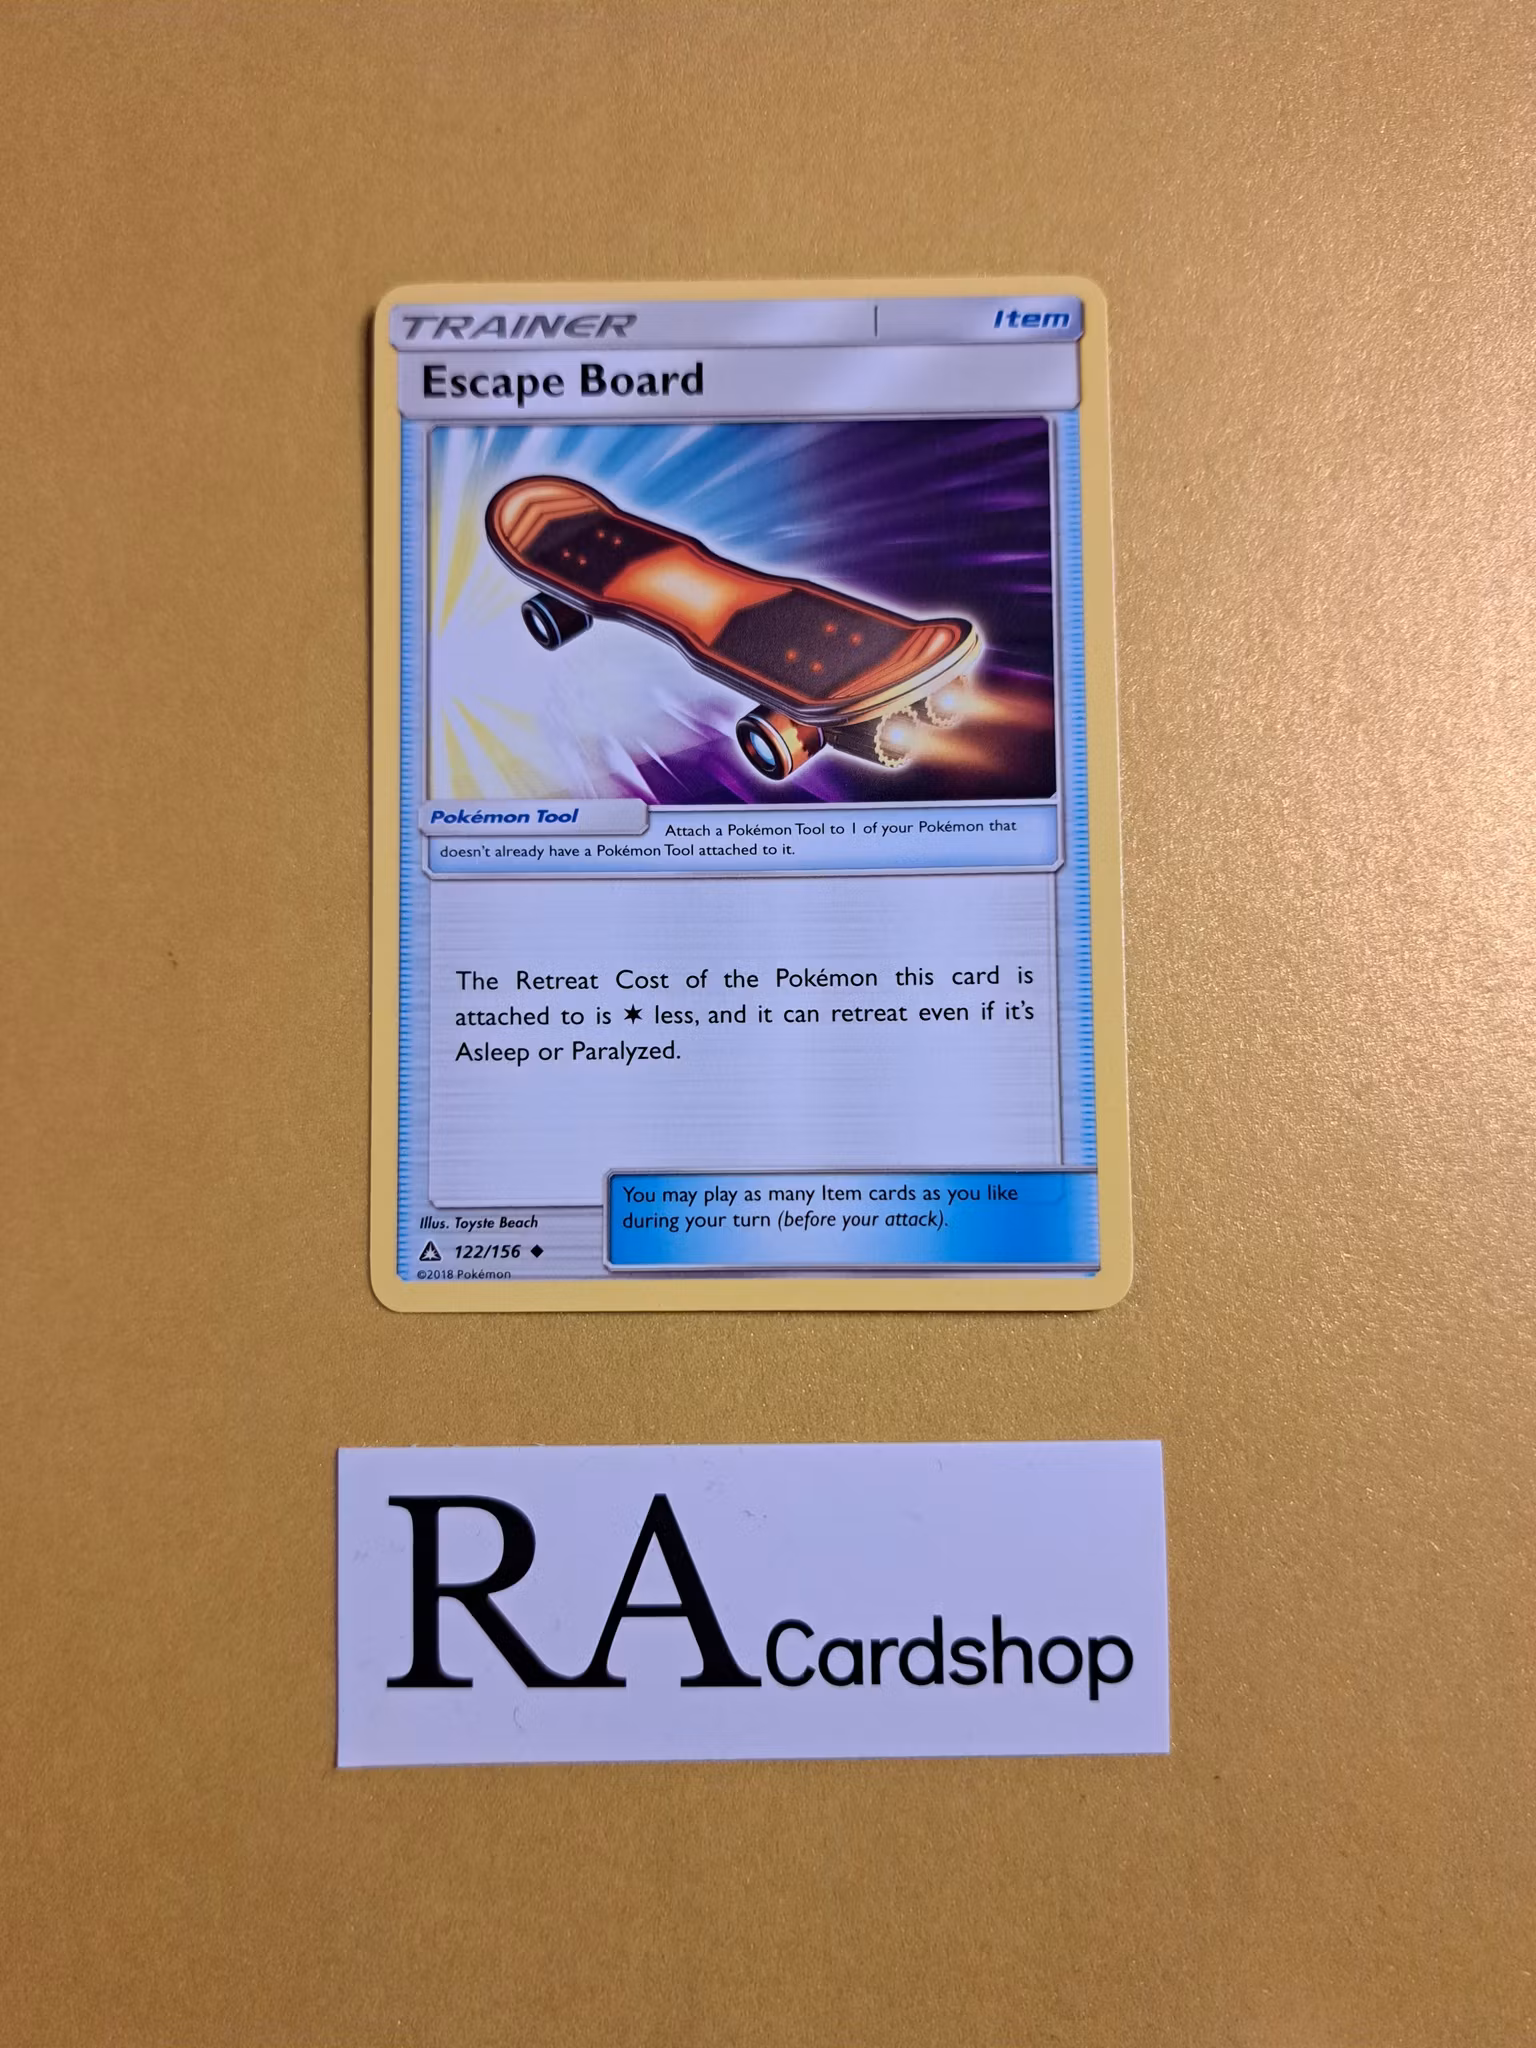 TRAINER Item
Escape Board
Pokémon Tool Attach a Pokémon Tool to 1 of your Pokémon that
doesn't already have a Pokémon Tool attached to it.
The Retreat Cost of the Pokémon this card is
attached to is ✶ less, and it can retreat even if it's
Asleep or Paralyzed.
You may play as many Item cards as you like
during your turn (before your attack).
Illus. Toyste Beach
122/156 ◆
©2018 Pokémon
RA Cardshop